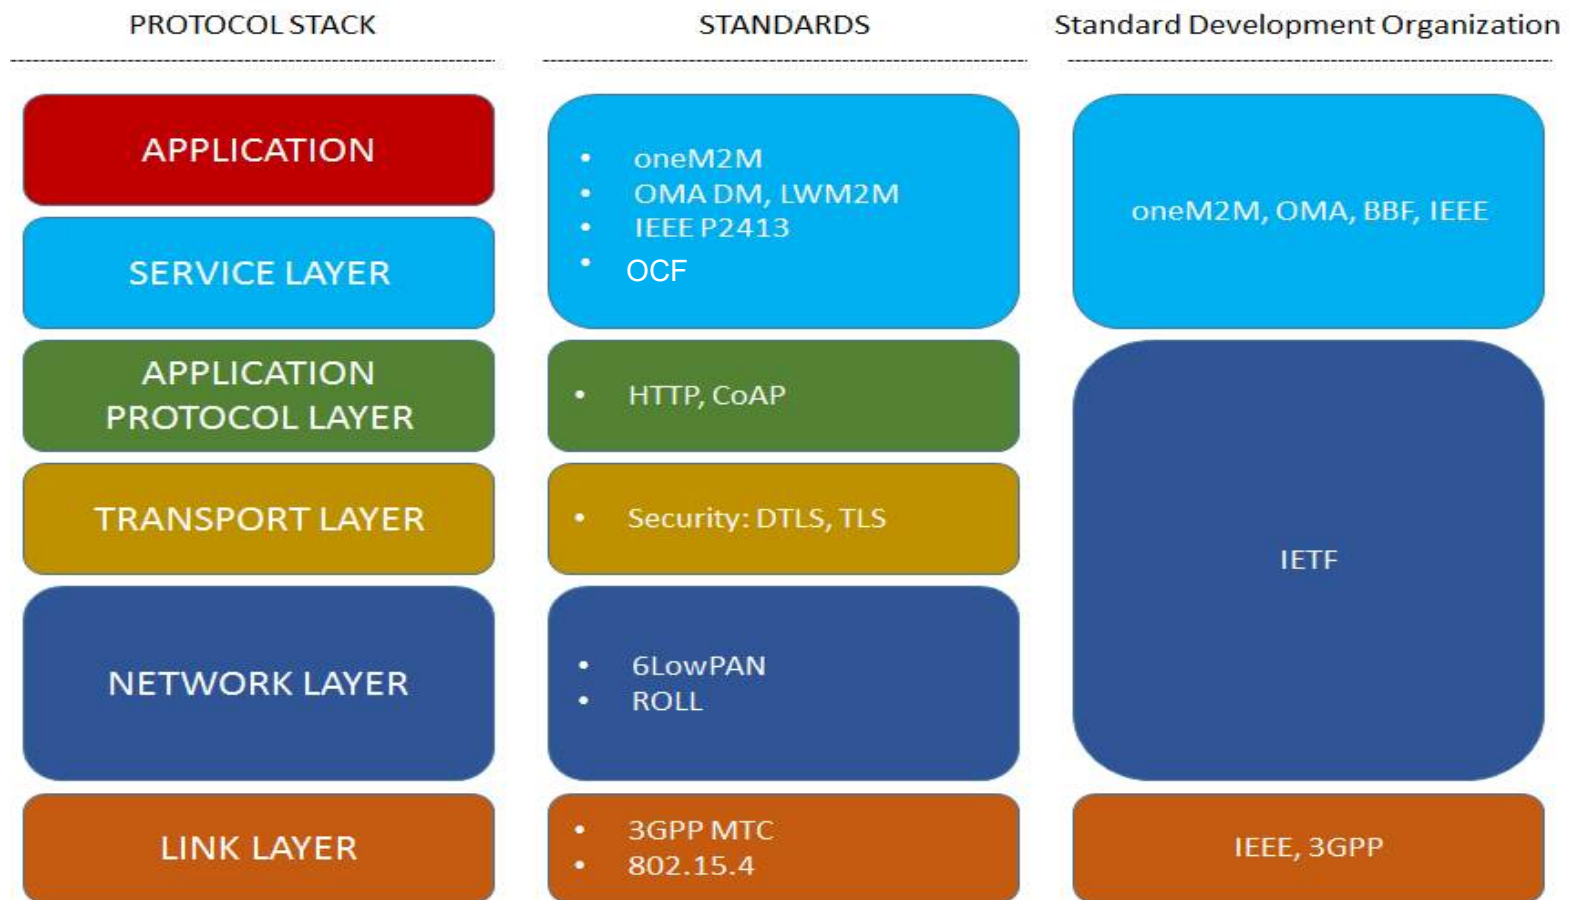 PROTOCOL STACK
STANDARDS
Standard Development Organization
APPLICATION
SERVICE LAYER
• oneM2M
• OMA DM, LWM2M
• IEEE P2413
• OCF
oneM2M, OMA, BBF, IEEE
APPLICATION
PROTOCOL LAYER
• HTTP, CoAP
TRANSPORT LAYER
• Security: DTLS, TLS
IETF
NETWORK LAYER
• 6LowPAN
• ROLL
LINK LAYER
• 3GPP MTC
• 802.15.4
IEEE, 3GPP